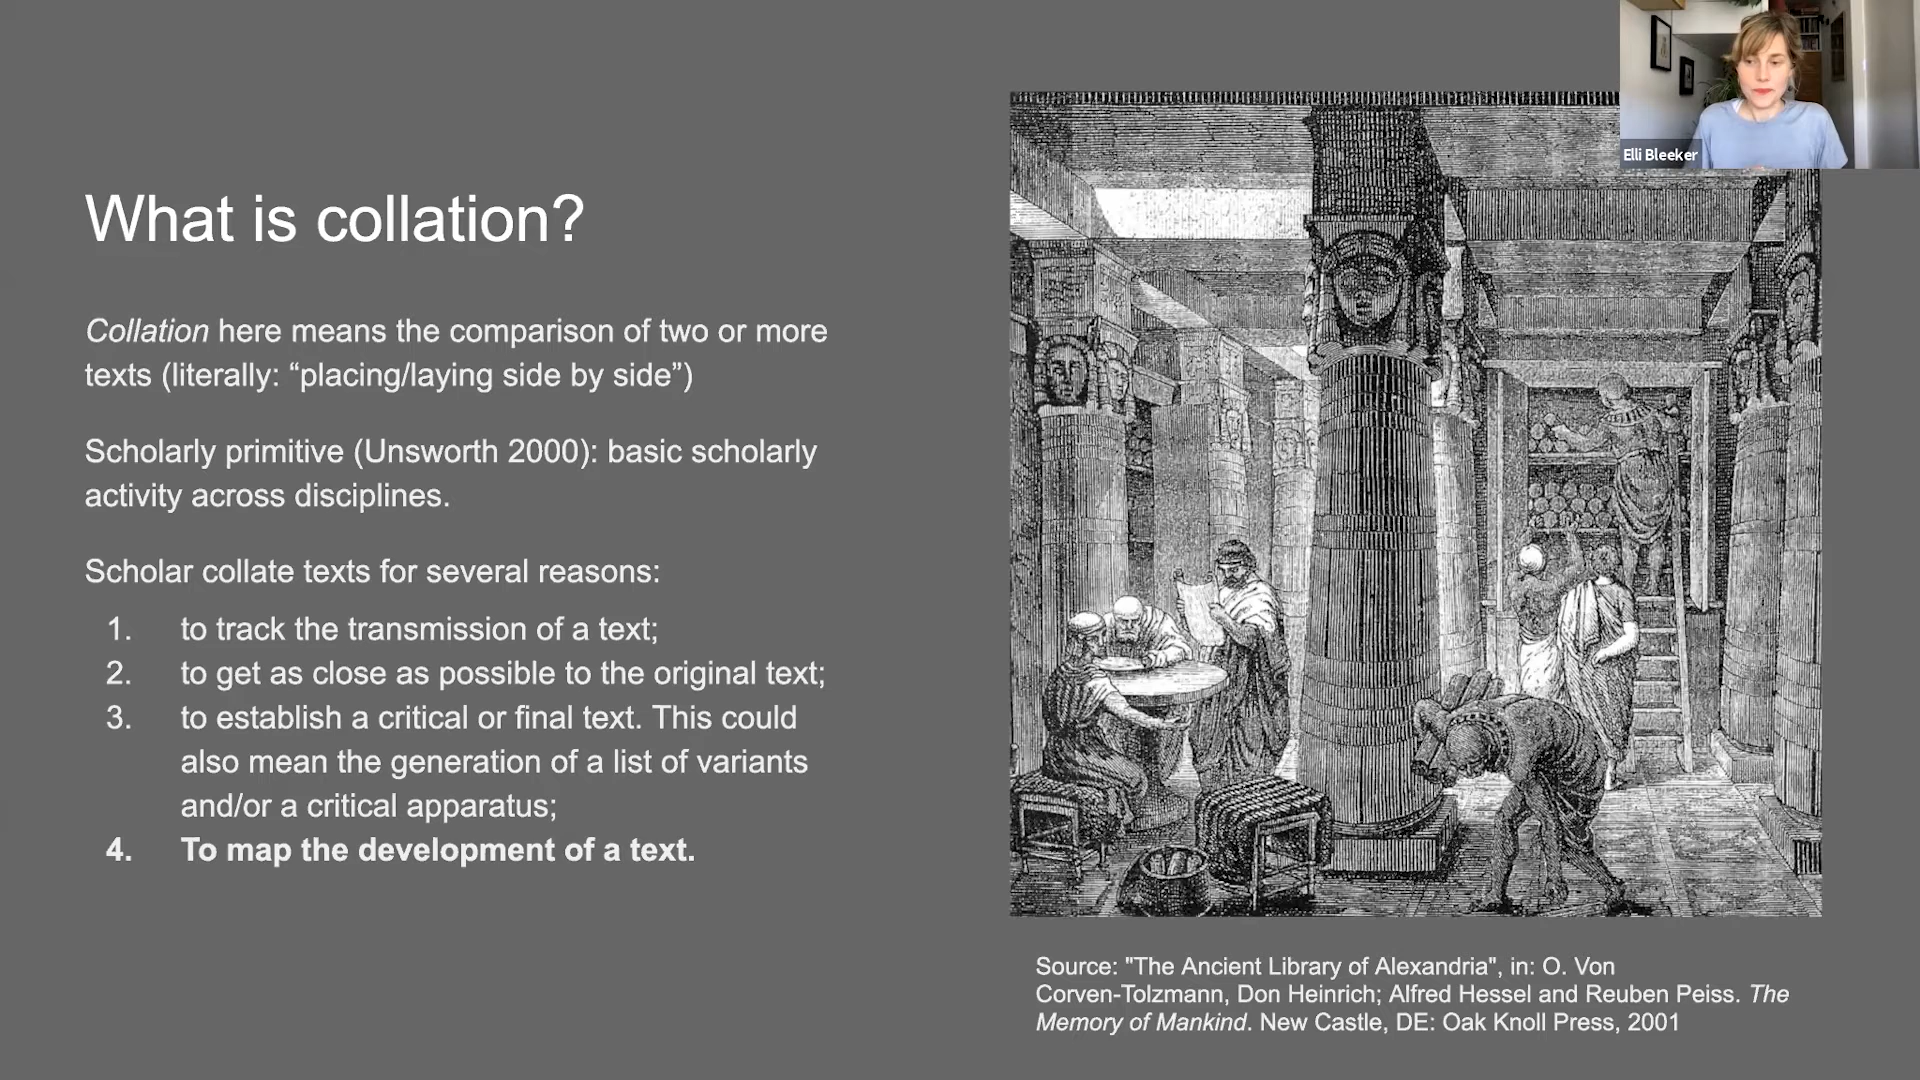 What is collation?
Collation here means the comparison of two or more
texts (literally: “placing/laying side by side”)
Scholarly primitive (Unsworth 2000): basic scholarly
activity across disciplines.
Scholar collate texts for several reasons:
1. to track the transmission of a text;
2. to get as close as possible to the original text;
3. to establish a critical or final text. This could
also mean the generation of a list of variants
and/or a critical apparatus;
4. To map the development of a text.
Elli Bleeker
Source: "The Ancient Library of Alexandria", in: O. Von
Corven-Tolzmann, Don Heinrich; Alfred Hessel and Reuben Peiss. The
Memory of Mankind. New Castle, DE: Oak Knoll Press, 2001